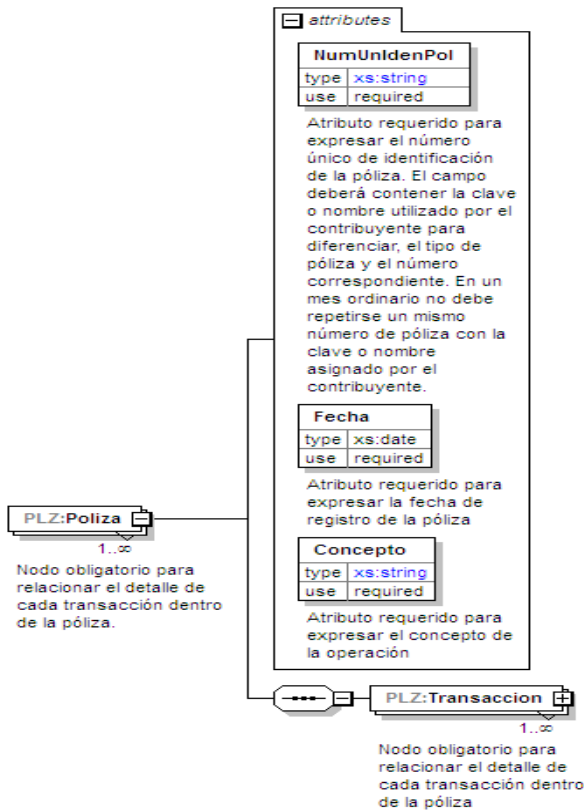 attributes
NumUnIdenPol
type xs:string
use required
Atributo requerido para
expresar el número
único de identificación
de la póliza. El campo
deberá contener la clave
o nombre utilizado por el
contribuyente para
diferenciar, el tipo de
póliza y el número
correspondiente. En un
mes ordinario no debe
repetirse un mismo
número de póliza con la
clave o nombre
asignado por el
contribuyente.
Fecha
type xs:date
use required
Atributo requerido para
expresar la fecha de
registro de la póliza
Concepto
type xs:string
use required
Atributo requerido para
expresar el concepto de
la operación
PLZ:Poliza
1..∞
Nodo obligatorio para
relacionar el detalle de
cada transacción dentro
de la póliza.
PLZ:Transaccion
1..∞
Nodo obligatorio para
relacionar el detalle de
cada transacción dentro
de la póliza